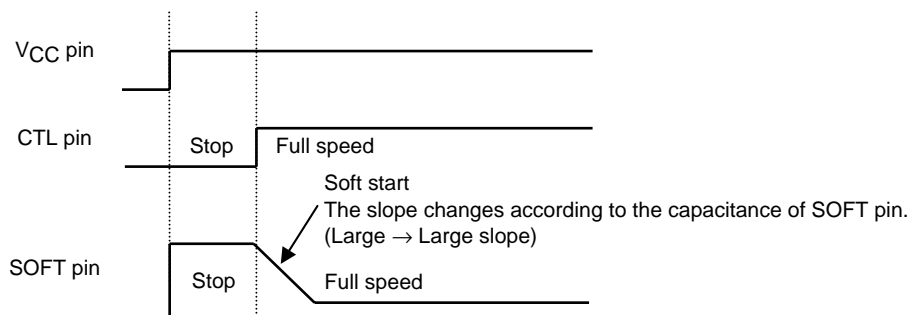 VCC pin
CTL pin
Stop
Full speed
Soft start
The slope changes according to the capacitance of SOFT pin.
(Large → Large slope)
SOFT pin
Stop
Full speed